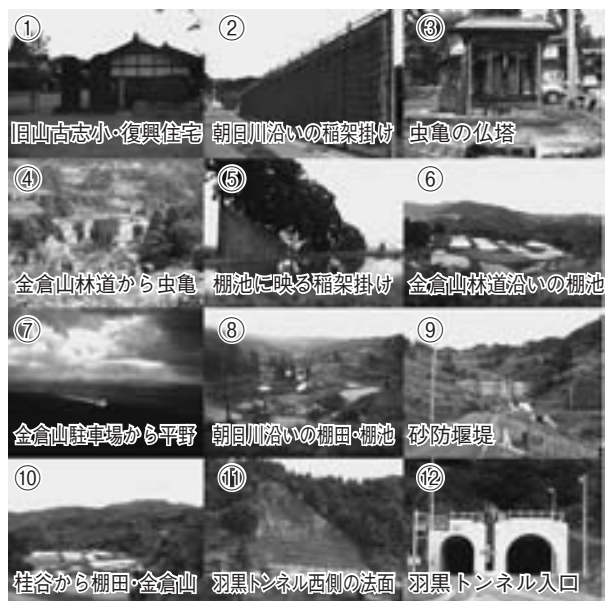 ①
旧山古志小・復興住宅
②
朝日川沿いの稲架掛け
③
虫亀の仏塔
④
金倉山林道から虫亀
⑤
棚池に映る稲架掛け
⑥
金倉山林道沿いの棚池
⑦
金倉山駐車場から平野
⑧
朝日川沿いの棚田・棚池
⑨
砂防堰堤
⑩
桂谷から棚田・金倉山
⑪
羽黒トンネル西側の法面
⑫
羽黒トンネル入口